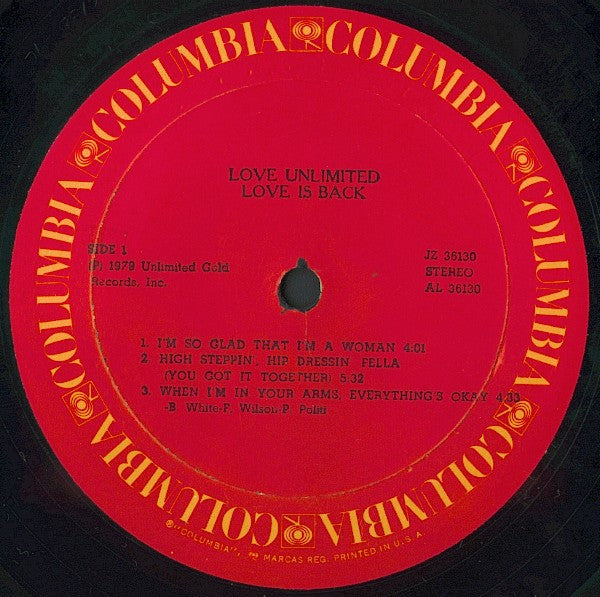 COLUMBIA COLUMBIA COLUMBIA COLUMBIA COLUMBIA COLUMBIA
LOVE UNLIMITED
LOVE IS BACK
SIDE 1
(P) 1979 Unlimited Gold
Records, Inc.
JZ 36130
STEREO
AL 36130
1. I'M SO GLAD THAT I'M A WOMAN 4:01
2. HIGH STEPPIN', HIP DRESSIN' FELLA
(YOU GOT IT TOGETHER) 5:32
3. WHEN I'M IN YOUR ARMS, EVERYTHING'S OKAY 4:33
-B. White-F. Wilson-P. Politi
® "COLUMBIA", MARCAS REG. PRINTED IN U.S.A.